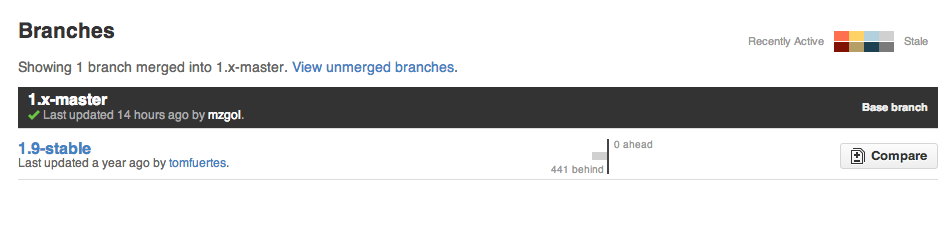 Branches
Recently Active Stale
Showing 1 branch merged into 1.x-master. View unmerged branches.
1.x-master
Last updated 14 hours ago by mzgol.
Base branch
1.9-stable
Last updated a year ago by tomfuertes.
0 ahead
441 behind
Compare